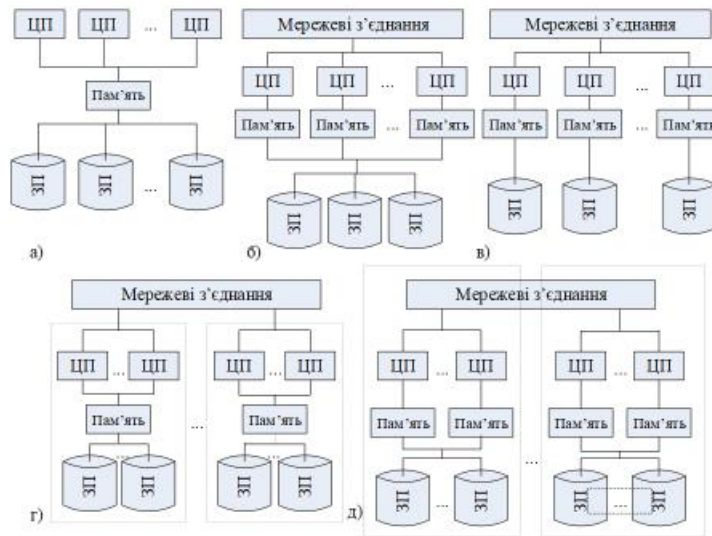 ЦП ЦП ... ЦП
Пам'ять
ЗП ЗП ... ЗП
а)
Мережеві з'єднання
ЦП ЦП ... ЦП
Пам'ять Пам'ять ... Пам'ять
ЗП ЗП ЗП
б)
Мережеві з'єднання
ЦП ЦП ... ЦП
Пам'ять Пам'ять ... Пам'ять
ЗП ЗП ЗП
в)
Мережеві з'єднання
ЦП ... ЦП ЦП ... ЦП
Пам'ять ... Пам'ять
... ...
ЗП ЗП ЗП ЗП
г)
Мережеві з'єднання
ЦП ... ЦП ЦП ... ЦП
Пам'ять Пам'ять Пам'ять Пам'ять
...
ЗП ... ЗП ЗП ... ЗП
д)